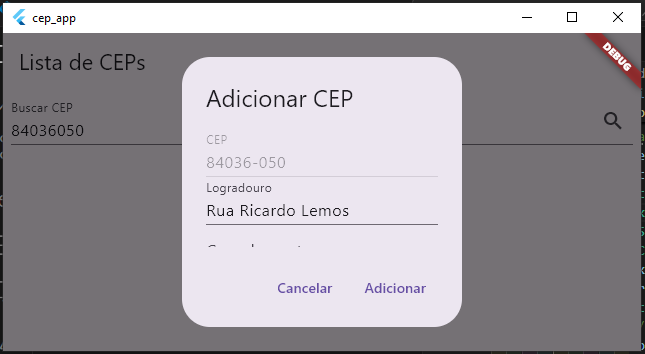 cep_app
DEBUG
Lista de CEPs
Buscar CEP
84036050
Adicionar CEP
CEP
84036-050
Logradouro
Rua Ricardo Lemos
Cancelar
Adicionar